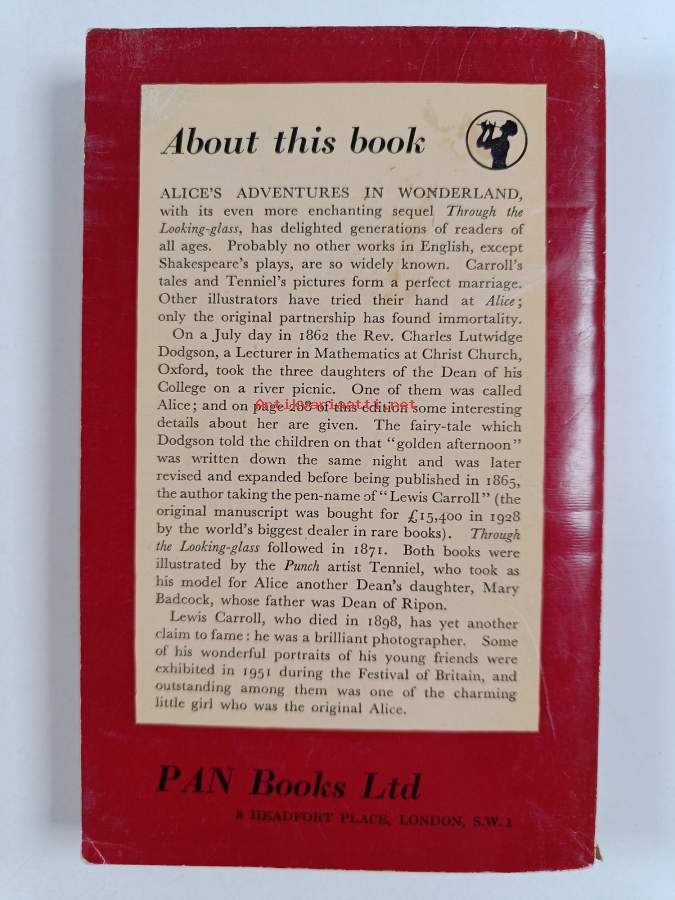 About this book
ALICE'S ADVENTURES IN WONDERLAND,
with its even more enchanting sequel Through the
Looking-glass, has delighted generations of readers of
all ages. Probably no other works in English, except
Shakespeare's plays, are so widely known. Carroll's
tales and Tenniel's pictures form a perfect marriage.
Other illustrators have tried their hand at Alice;
only the original partnership has found immortality.
On a July day in 1862 the Rev. Charles Lutwidge
Dodgson, a Lecturer in Mathematics at Christ Church,
Oxford, took the three daughters of the Dean of his
College on a river picnic. One of them was called
Alice; and on page of this edition some interesting
Antikvariaatti.net
details about her are given. The fairy-tale which
Dodgson told the children on that "golden afternoon"
was written down the same night and was later
revised and expanded before being published in 1865,
the author taking the pen-name of "Lewis Carroll" (the
original manuscript was bought for £15,400 in 1928
by the world's biggest dealer in rare books). Through
the Looking-glass followed in 1871. Both books were
illustrated by the Punch artist Tenniel, who took as
his model for Alice another Dean's daughter, Mary
Badcock, whose father was Dean of Ripon.
Lewis Carroll, who died in 1898, has yet another
claim to fame: he was a brilliant photographer. Some
of his wonderful portraits of his young friends were
exhibited in 1951 during the Festival of Britain, and
outstanding among them was one of the charming
little girl who was the original Alice.
PAN Books Ltd
8 HEADFORT PLACE, LONDON, S.W.1